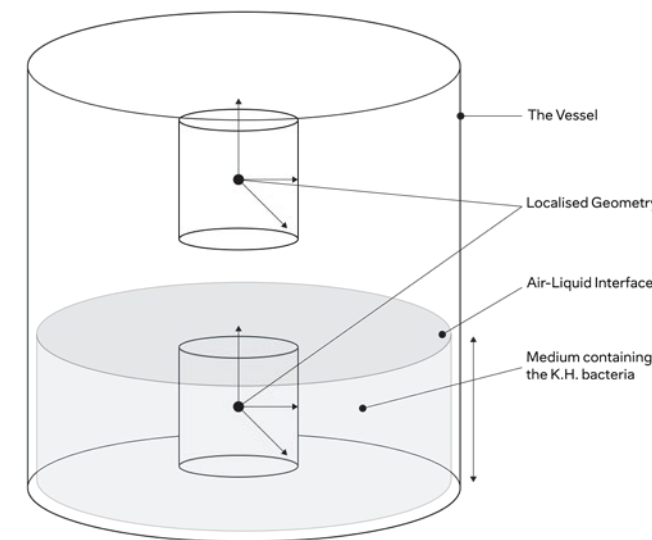 The Vessel
Localised Geometry
Air-Liquid Interface
Medium containing
the K.H. bacteria